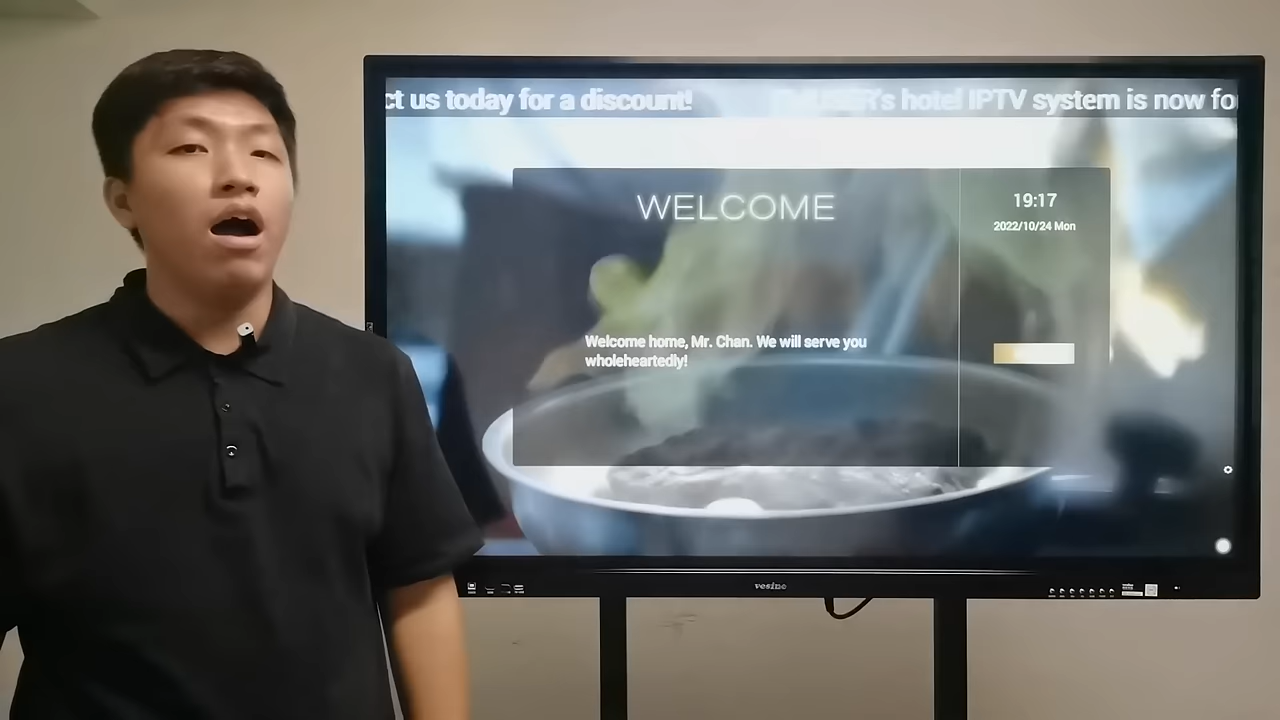 ct us today for a discount!
's hotel IPTV system is now fo
WELCOME
19:17
2022/10/24 Mon
Welcome home, Mr. Chan. We will serve you
wholeheartedly!
vesine